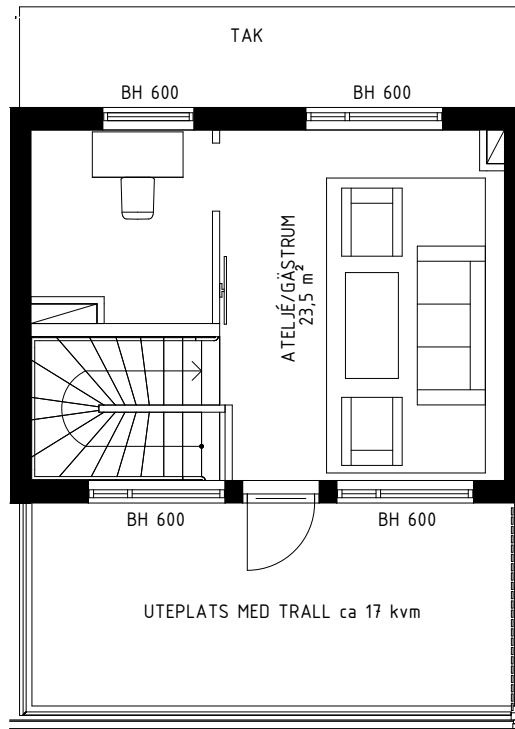 TAK
BH 600
BH 600
ATELJÉ/GÄSTRUM
23,5 m²
BH 600
BH 600
UTEPLATS MED TRALL ca 17 kvm